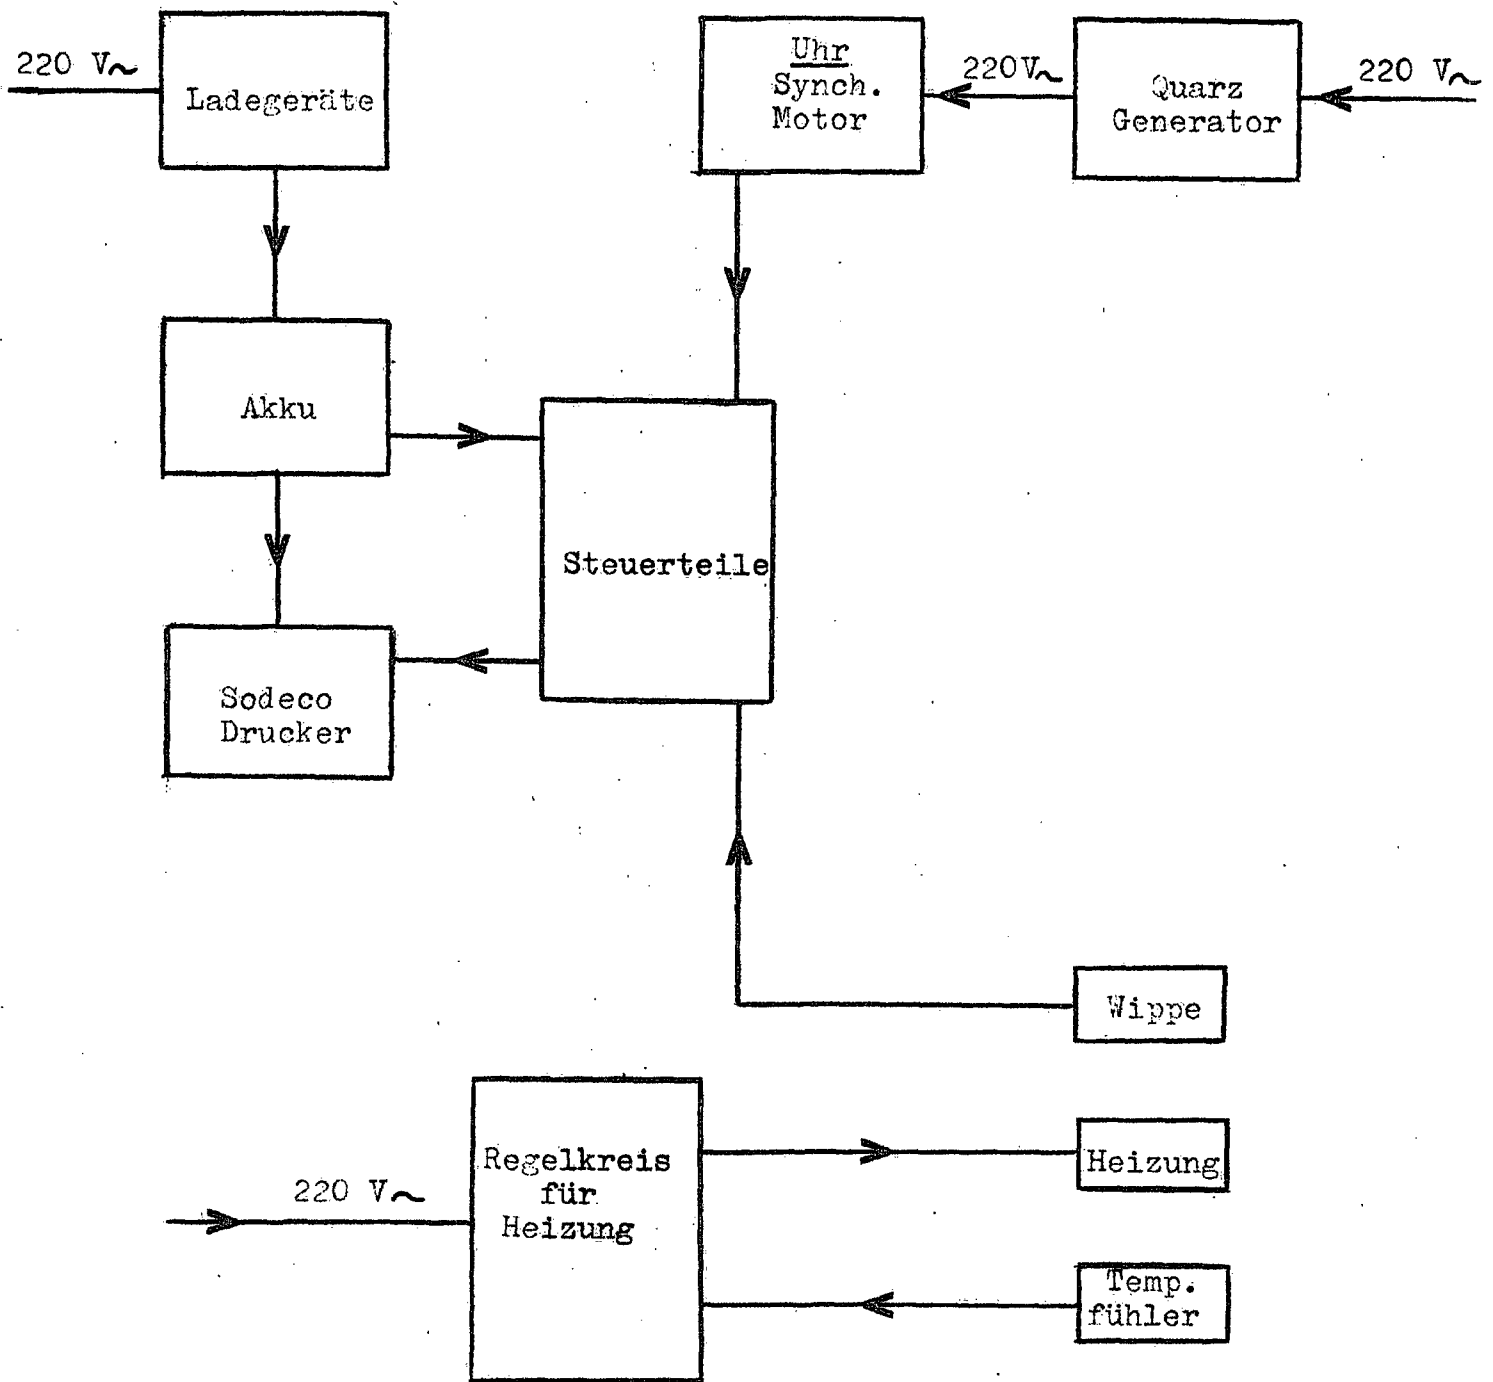 220 V~
Ladegeräte
Uhr
Synch.
Motor
220V~
Quarz
Generator
220 V~
Akku
Steuerteile
Sodeco
Drucker
Wippe
Regelkreis
für
Heizung
220 V~
Heizung
Temp.
fühler